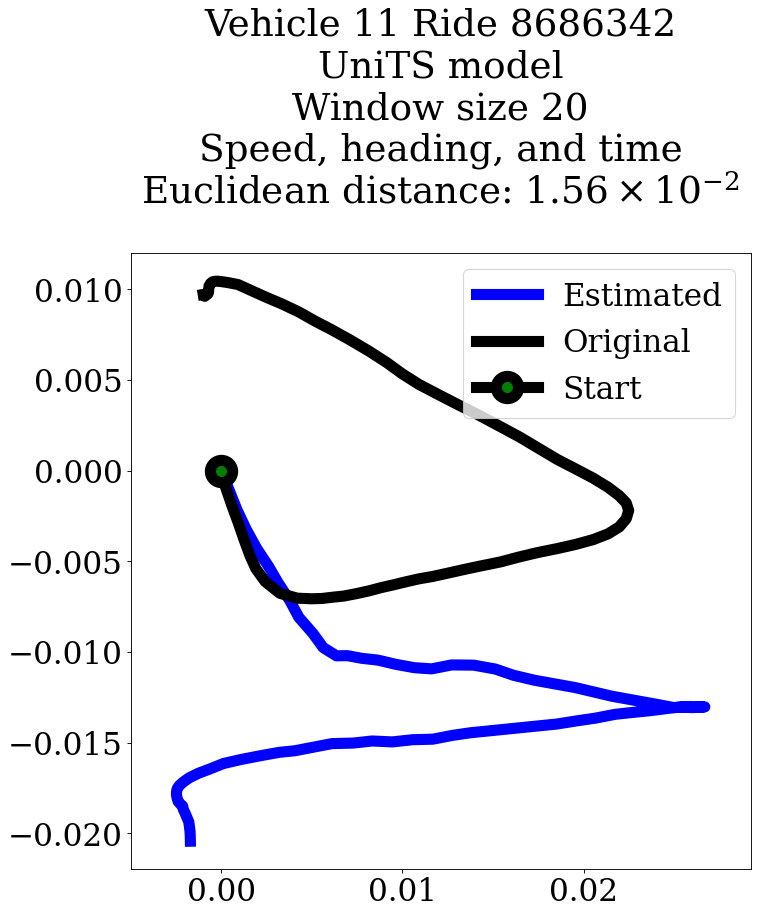 Vehicle 11 Ride 8686342
UniTS model
Window size 20
Speed, heading, and time
Euclidean distance: 1.56 × 10⁻²
Estimated
Original
Start
0.010
0.005
0.000
−0.005
−0.010
−0.015
−0.020
0.00 0.01 0.02